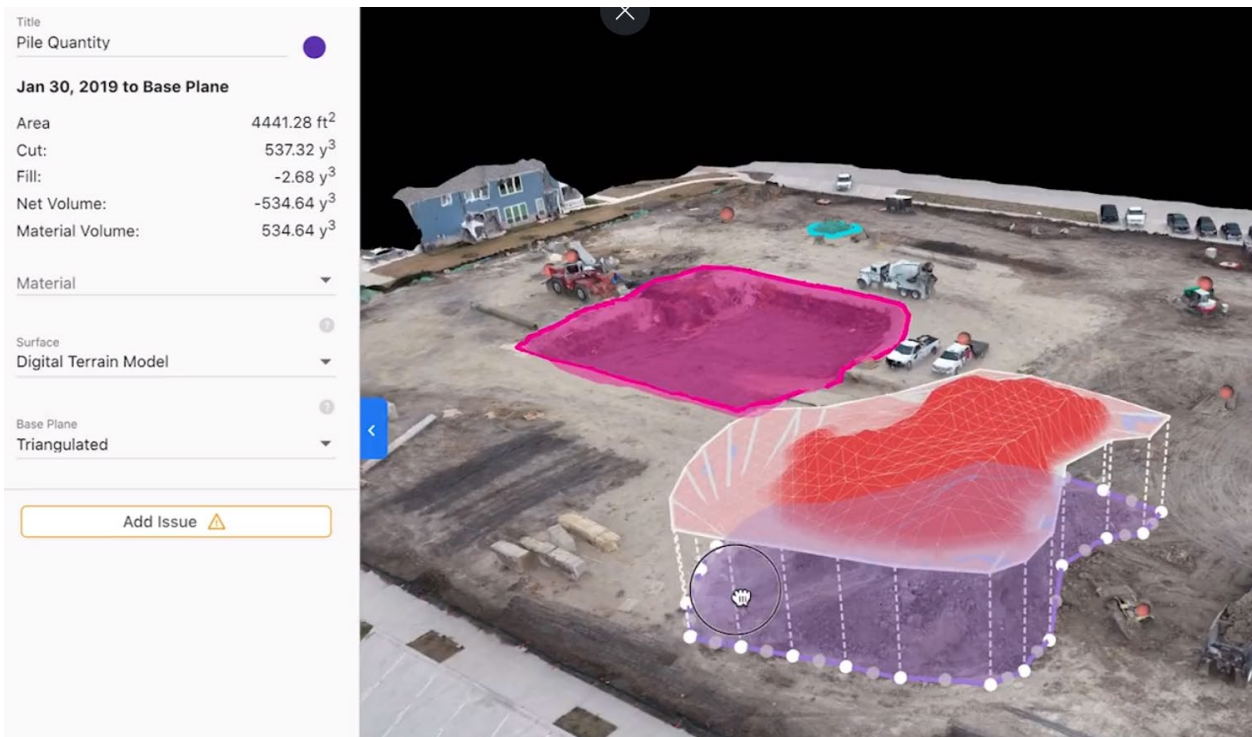 Title
Pile Quantity
Jan 30, 2019 to Base Plane
Area 4441.28 ft²
Cut: 537.32 y³
Fill: -2.68 y³
Net Volume: -534.64 y³
Material Volume: 534.64 y³
Material
?
Surface
Digital Terrain Model
?
Base Plane
Triangulated
Add Issue